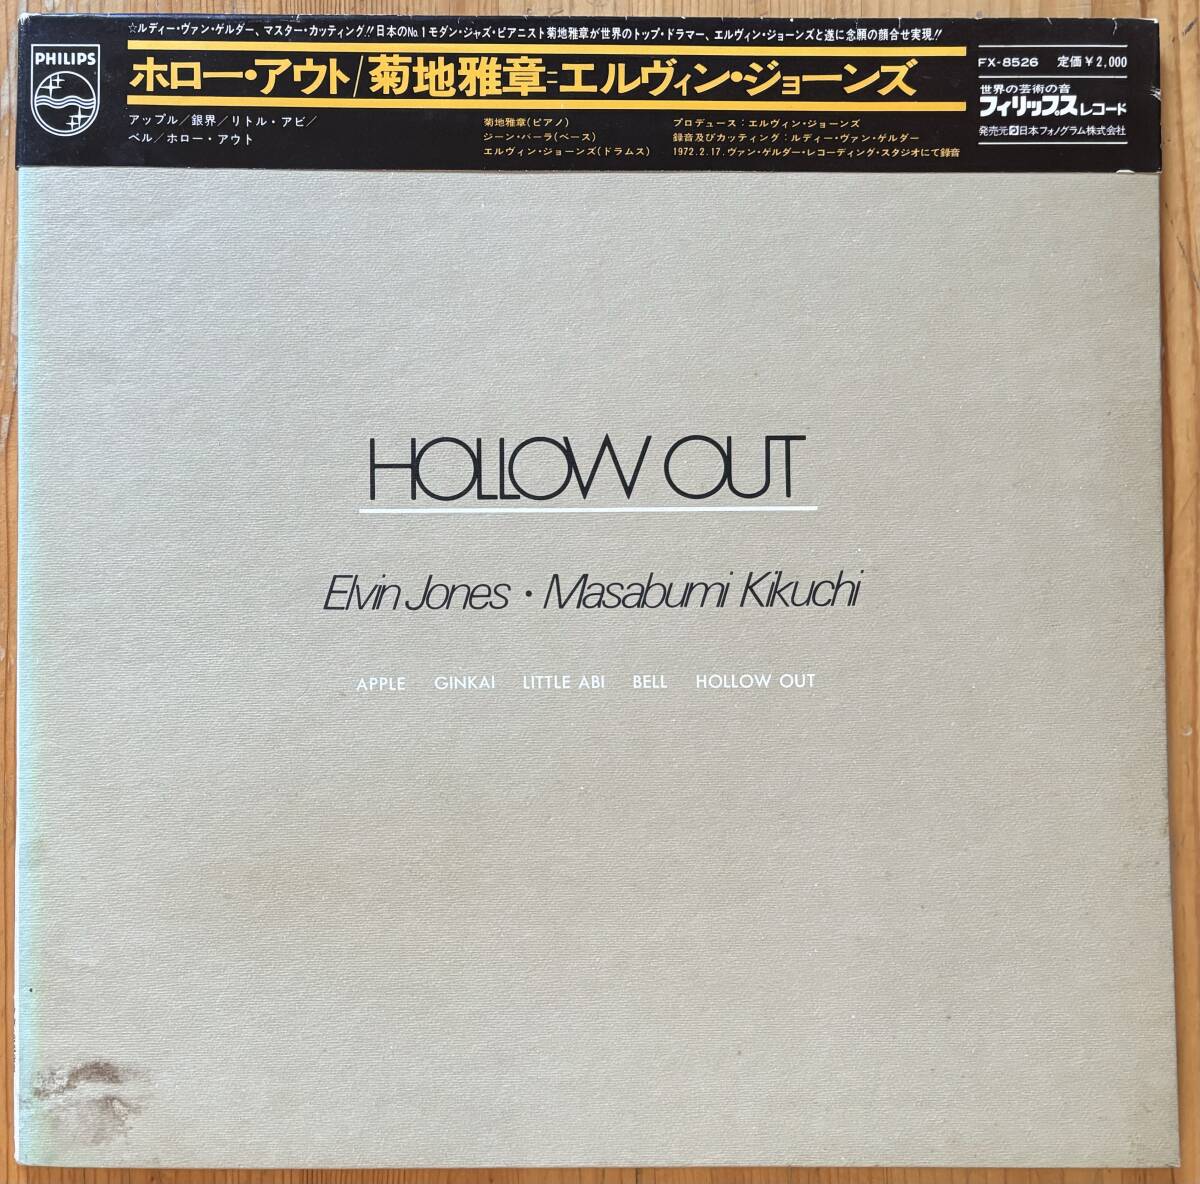 ☆ルディー・ヴァン・ゲルダー、マスター・カッティング!!日本のNo.1モダン・ジャズ・ピアニスト菊地雅章が世界のトップ・ドラマー、エルヴィン・ジョーンズと遂に念願の顔合せ実現!!
PHILIPS
ホロー・アウト/菊地雅章=エルヴィン・ジョーンズ
アップル/銀界/リトル・アビ/
ベル/ホロー・アウト
菊地雅章(ピアノ)
ジーン・パーラ(ベース)
エルヴィン・ジョーンズ(ドラムス)
プロデュース:エルヴィン・ジョーンズ
録音及びカッティング:ルディー・ヴァン・ゲルダー
1972.2.17.ヴァン・ゲルダー・レコーディング・スタジオにて録音
FX-8526 定価¥2,000
世界の芸術の音
フィリップスレコード
発売元 日本フォノグラム株式会社
HOLLOW OUT
Elvin Jones・Masabumi Kikuchi
APPLE GINKAI LITTLE ABI BELL HOLLOW OUT